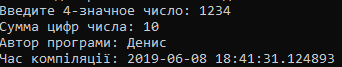 Введите 4-значное число: 1234
Сумма цифр числа: 10
Автор програми: Денис
Час компіляції: 2019-06-08 18:41:31.124893